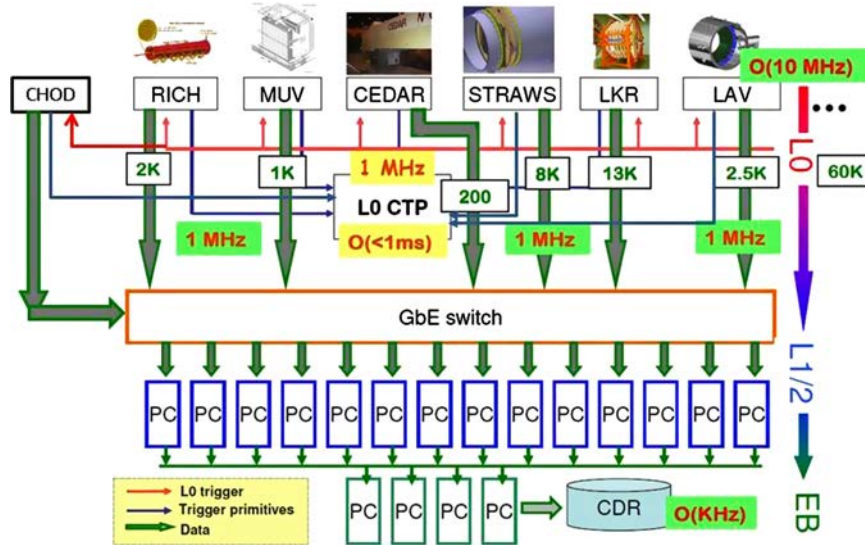 CEDAR
O(10 MHz)
CHOD
RICH
MUV
CEDAR
STRAWS
LKR
LAV
...
L0
2K
1K
1 MHz
8K
13K
2.5K
60K
200
L0 CTP
1 MHz
O(<1ms)
1 MHz
1 MHz
GbE switch
L1/2
PC PC PC PC PC PC PC PC PC PC PC PC PC PC
L0 trigger
Trigger primitives
Data
PC PC PC PC
CDR
O(KHz)
EB